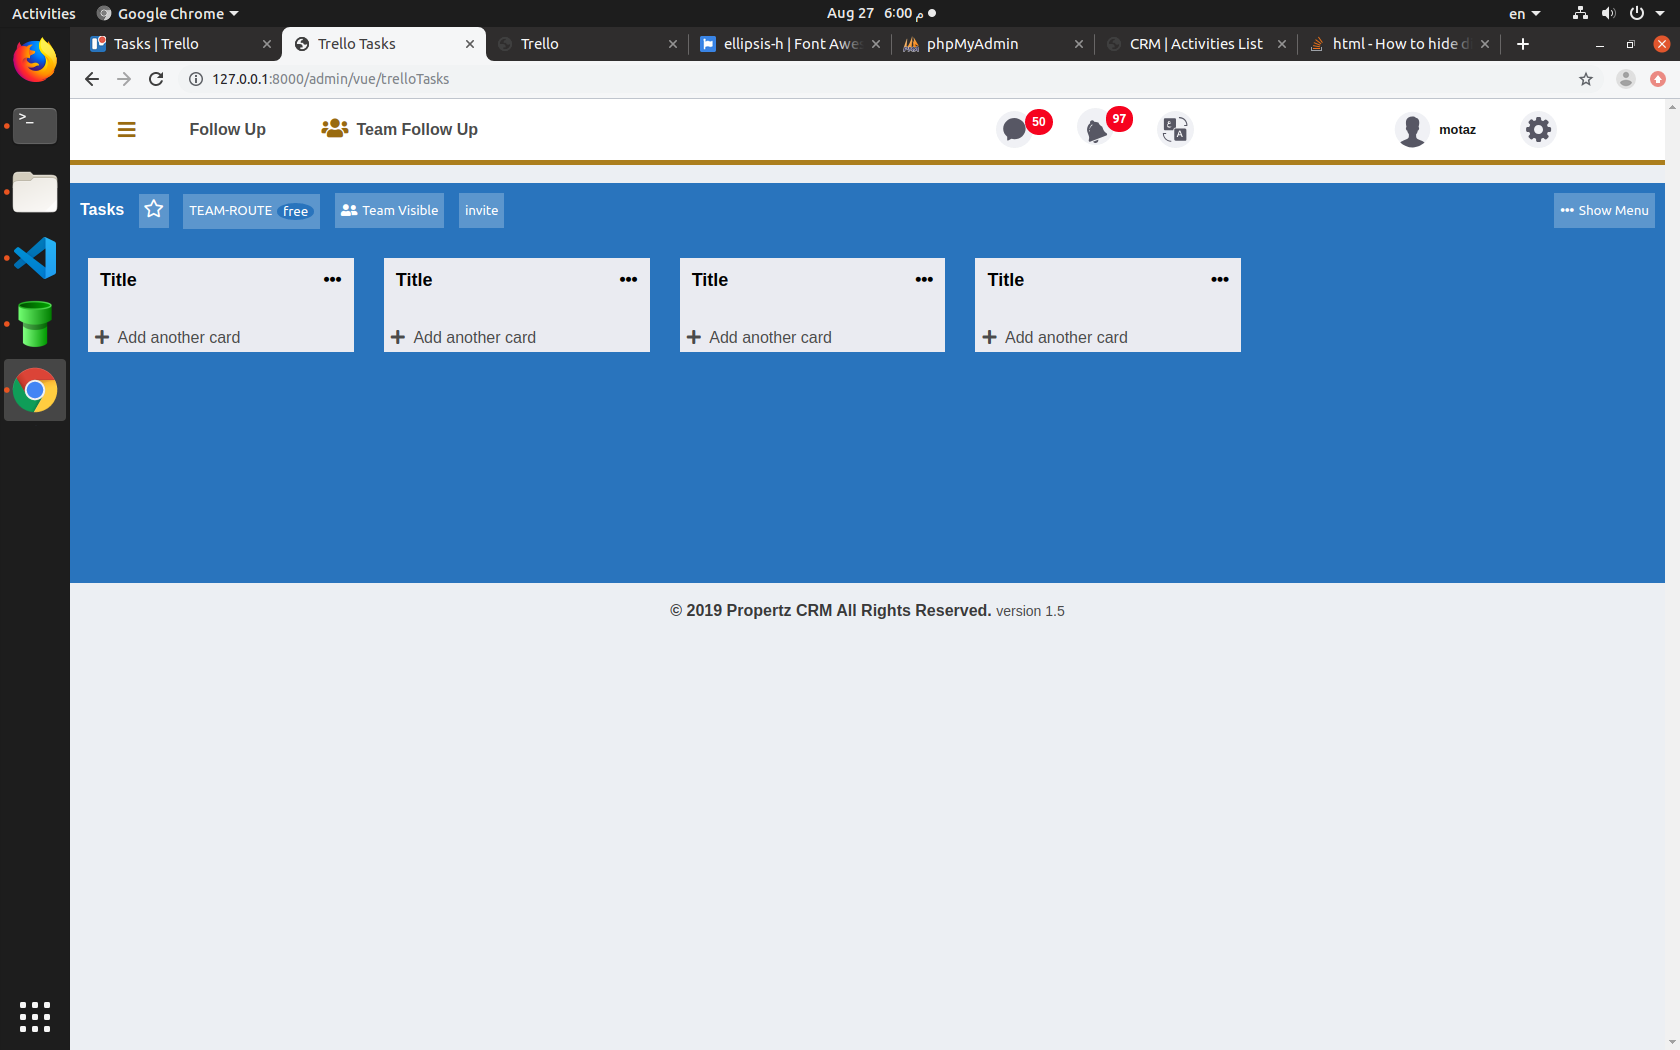 Activities
Google Chrome
Aug 27 6:00 م
en
Tasks | Trello
Trello Tasks
Trello
ellipsis-h | Font Awe
phpMyAdmin
CRM | Activities List
html - How to hide d
127.0.0.1:8000/admin/vue/trelloTasks
Follow Up
Team Follow Up
50
97
ع
A
motaz
Tasks
TEAM-ROUTE free
Team Visible
invite
••• Show Menu
Title •••
Title •••
Title •••
Title •••
+ Add another card
+ Add another card
+ Add another card
+ Add another card
© 2019 Propertz CRM All Rights Reserved. version 1.5